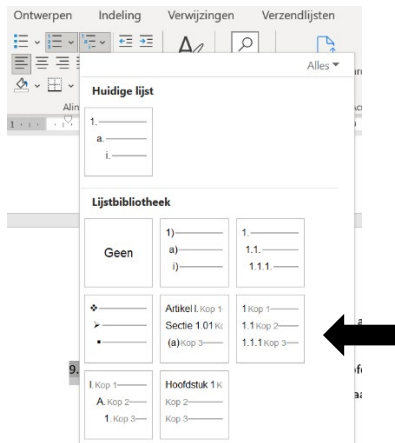 Ontwerpen Indeling Verwijzingen Verzendlijsten
Alles
Alin
Huidige lijst
1.
a.
i.
Lijstbibliotheek
Geen
1)
a)
i)
1.
1.1.
1.1.1.
Artikel I. Kop 1
Sectie 1.01 Ko
(a) Kop 3
1 Kop 1
1.1 Kop 2
1.1.1 Kop 3
9.
I. Kop 1
A. Kop 2
1. Kop 3
Hoofdstuk 1 K
Kop 2
Kop 3